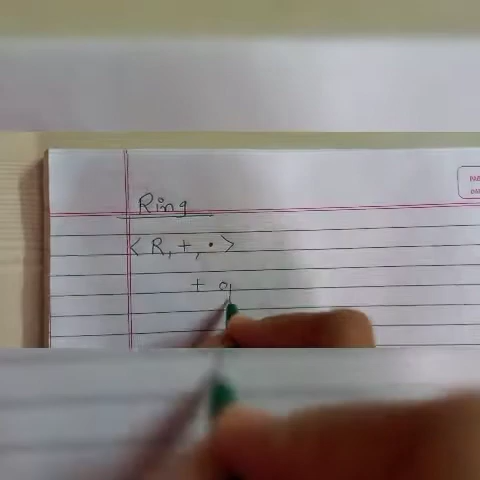 Ring
< R, +, · >
+